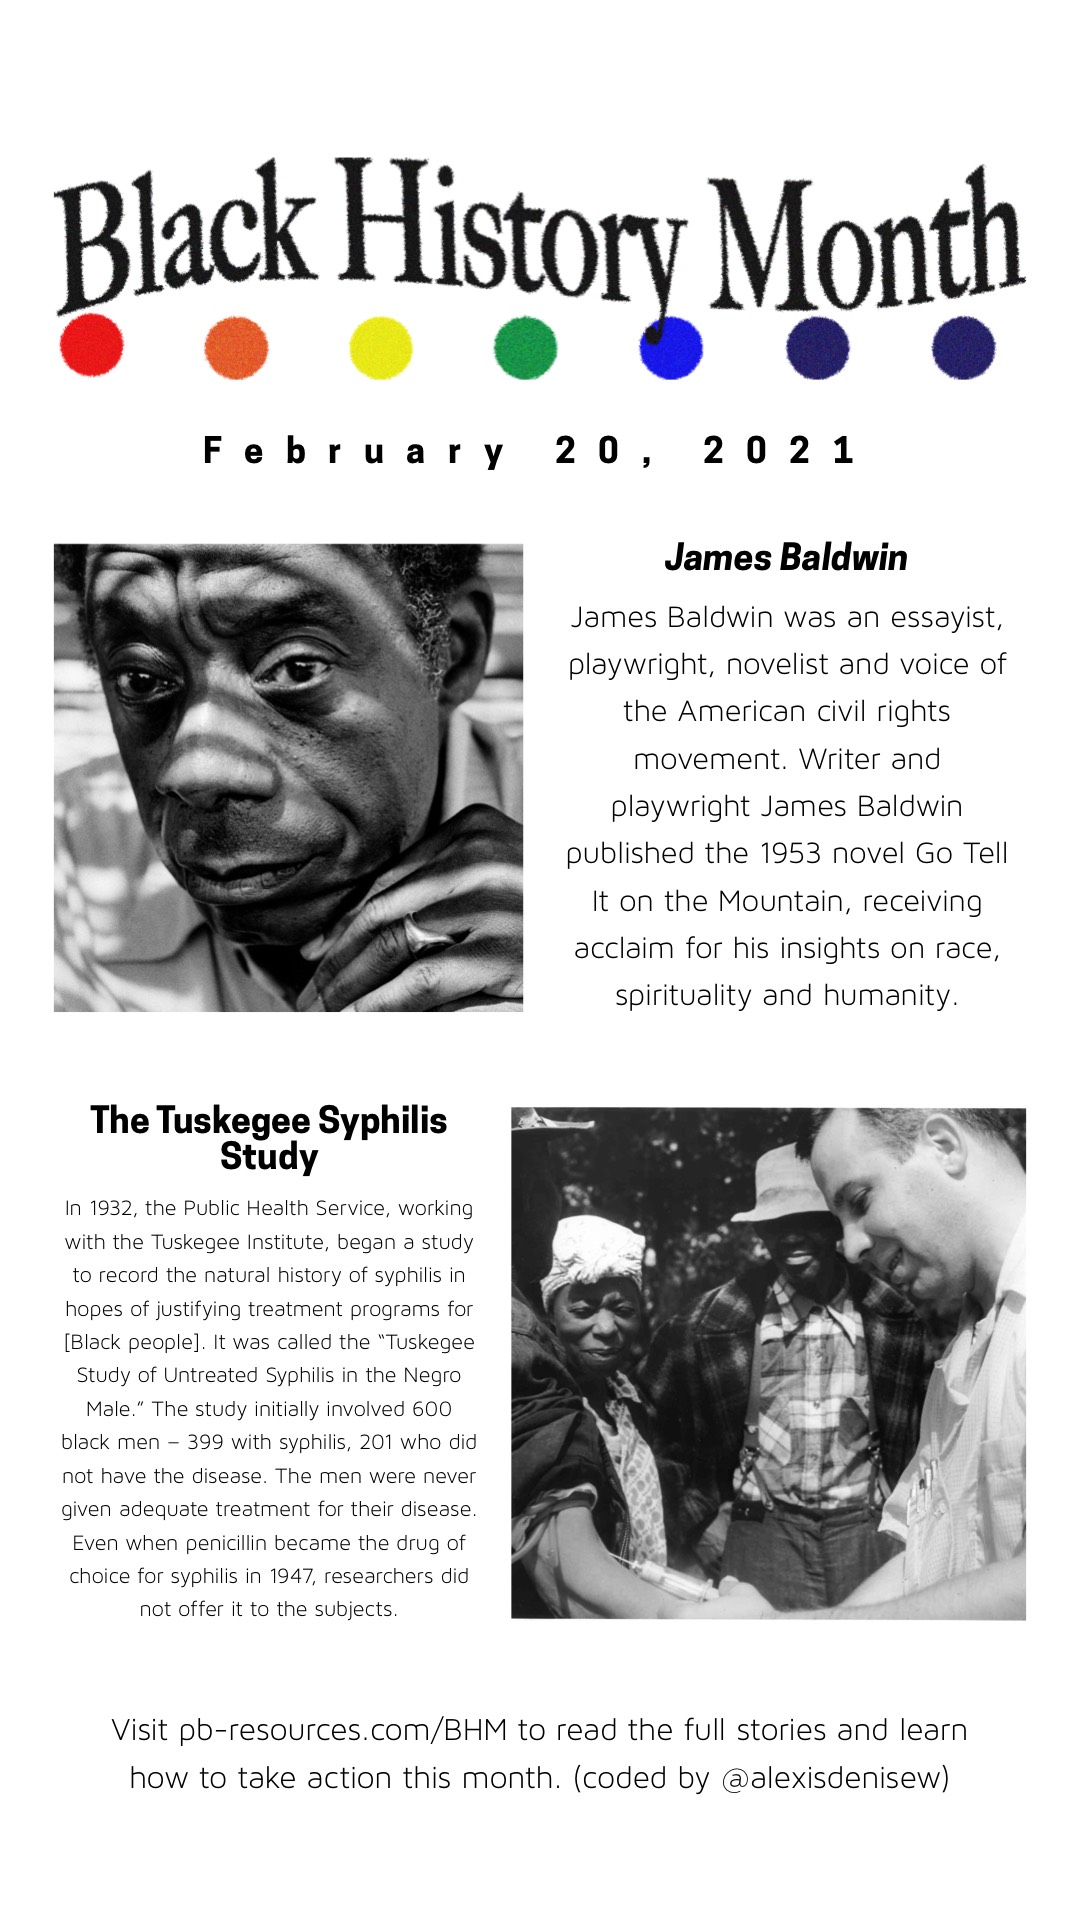 Black History Month
February 20, 2021
James Baldwin
James Baldwin was an essayist,
playwright, novelist and voice of
the American civil rights
movement. Writer and
playwright James Baldwin
published the 1953 novel Go Tell
It on the Mountain, receiving
acclaim for his insights on race,
spirituality and humanity.
The Tuskegee Syphilis
Study
In 1932, the Public Health Service, working
with the Tuskegee Institute, began a study
to record the natural history of syphilis in
hopes of justifying treatment programs for
[Black people]. It was called the “Tuskegee
Study of Untreated Syphilis in the Negro
Male.” The study initially involved 600
black men – 399 with syphilis, 201 who did
not have the disease. The men were never
given adequate treatment for their disease.
Even when penicillin became the drug of
choice for syphilis in 1947, researchers did
not offer it to the subjects.
Visit pb-resources.com/BHM to read the full stories and learn
how to take action this month. (coded by @alexisdenisew)